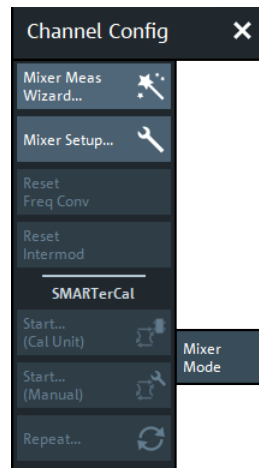 Channel Config
Mixer Meas
Wizard...
Mixer Setup...
Reset
Freq Conv
Reset
Intermod
SMARTerCal
Start...
(Cal Unit)
Start...
(Manual)
Repeat...
Mixer
Mode